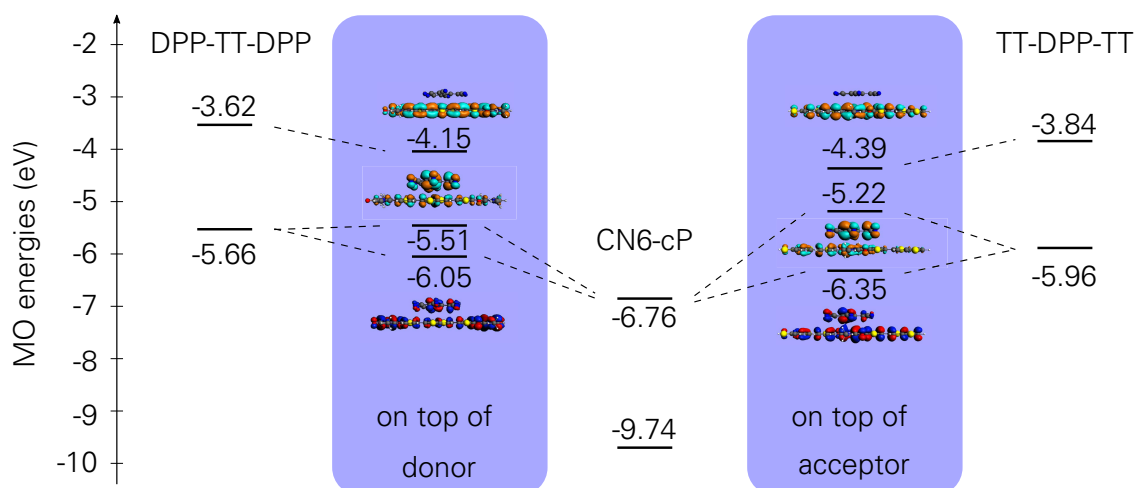 MO energies (eV)
-2
-3
-4
-5
-6
-7
-8
-9
-10
DPP-TT-DPP
-3.62
-5.66
-4.15
-5.51
-6.05
on top of
donor
CN6-cP
-6.76
-9.74
-4.39
-5.22
-6.35
on top of
acceptor
TT-DPP-TT
-3.84
-5.96